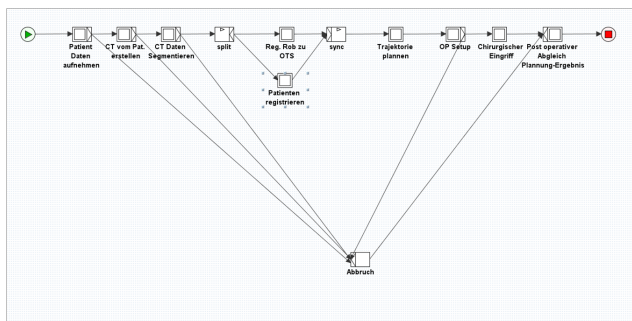 Patient
Daten
aufnehmen
CT vom Pat.
erstellen
CT Daten
Segmentieren
split
Reg. Rob zu
OTS
sync
Trajektorie
plannen
OP Setup
Chirurgischer
Eingriff
Post operativer
Abgleich
Plannung-Ergebnis
Patienten
registrieren
Abbruch